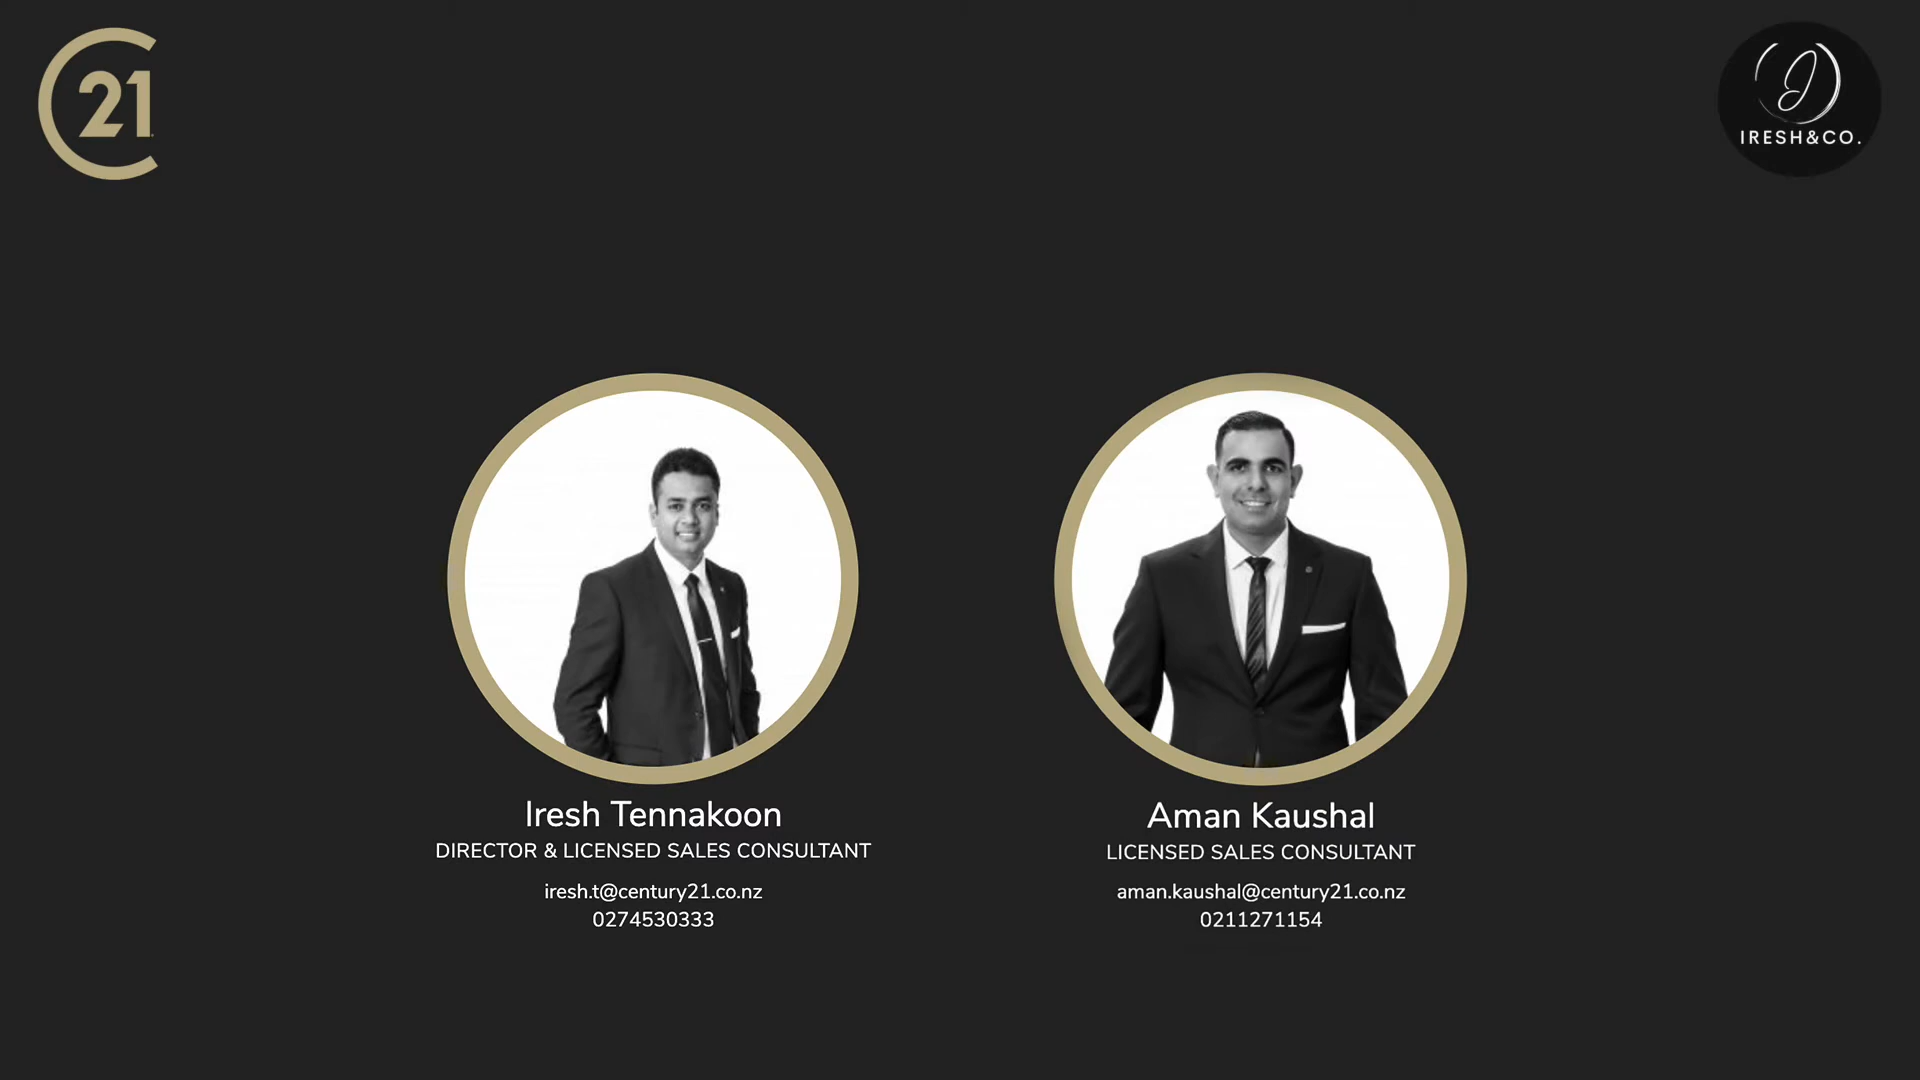 C21
IRESH&CO.
Iresh Tennakoon
DIRECTOR & LICENSED SALES CONSULTANT
iresh.t@century21.co.nz
0274530333
Aman Kaushal
LICENSED SALES CONSULTANT
aman.kaushal@century21.co.nz
0211271154